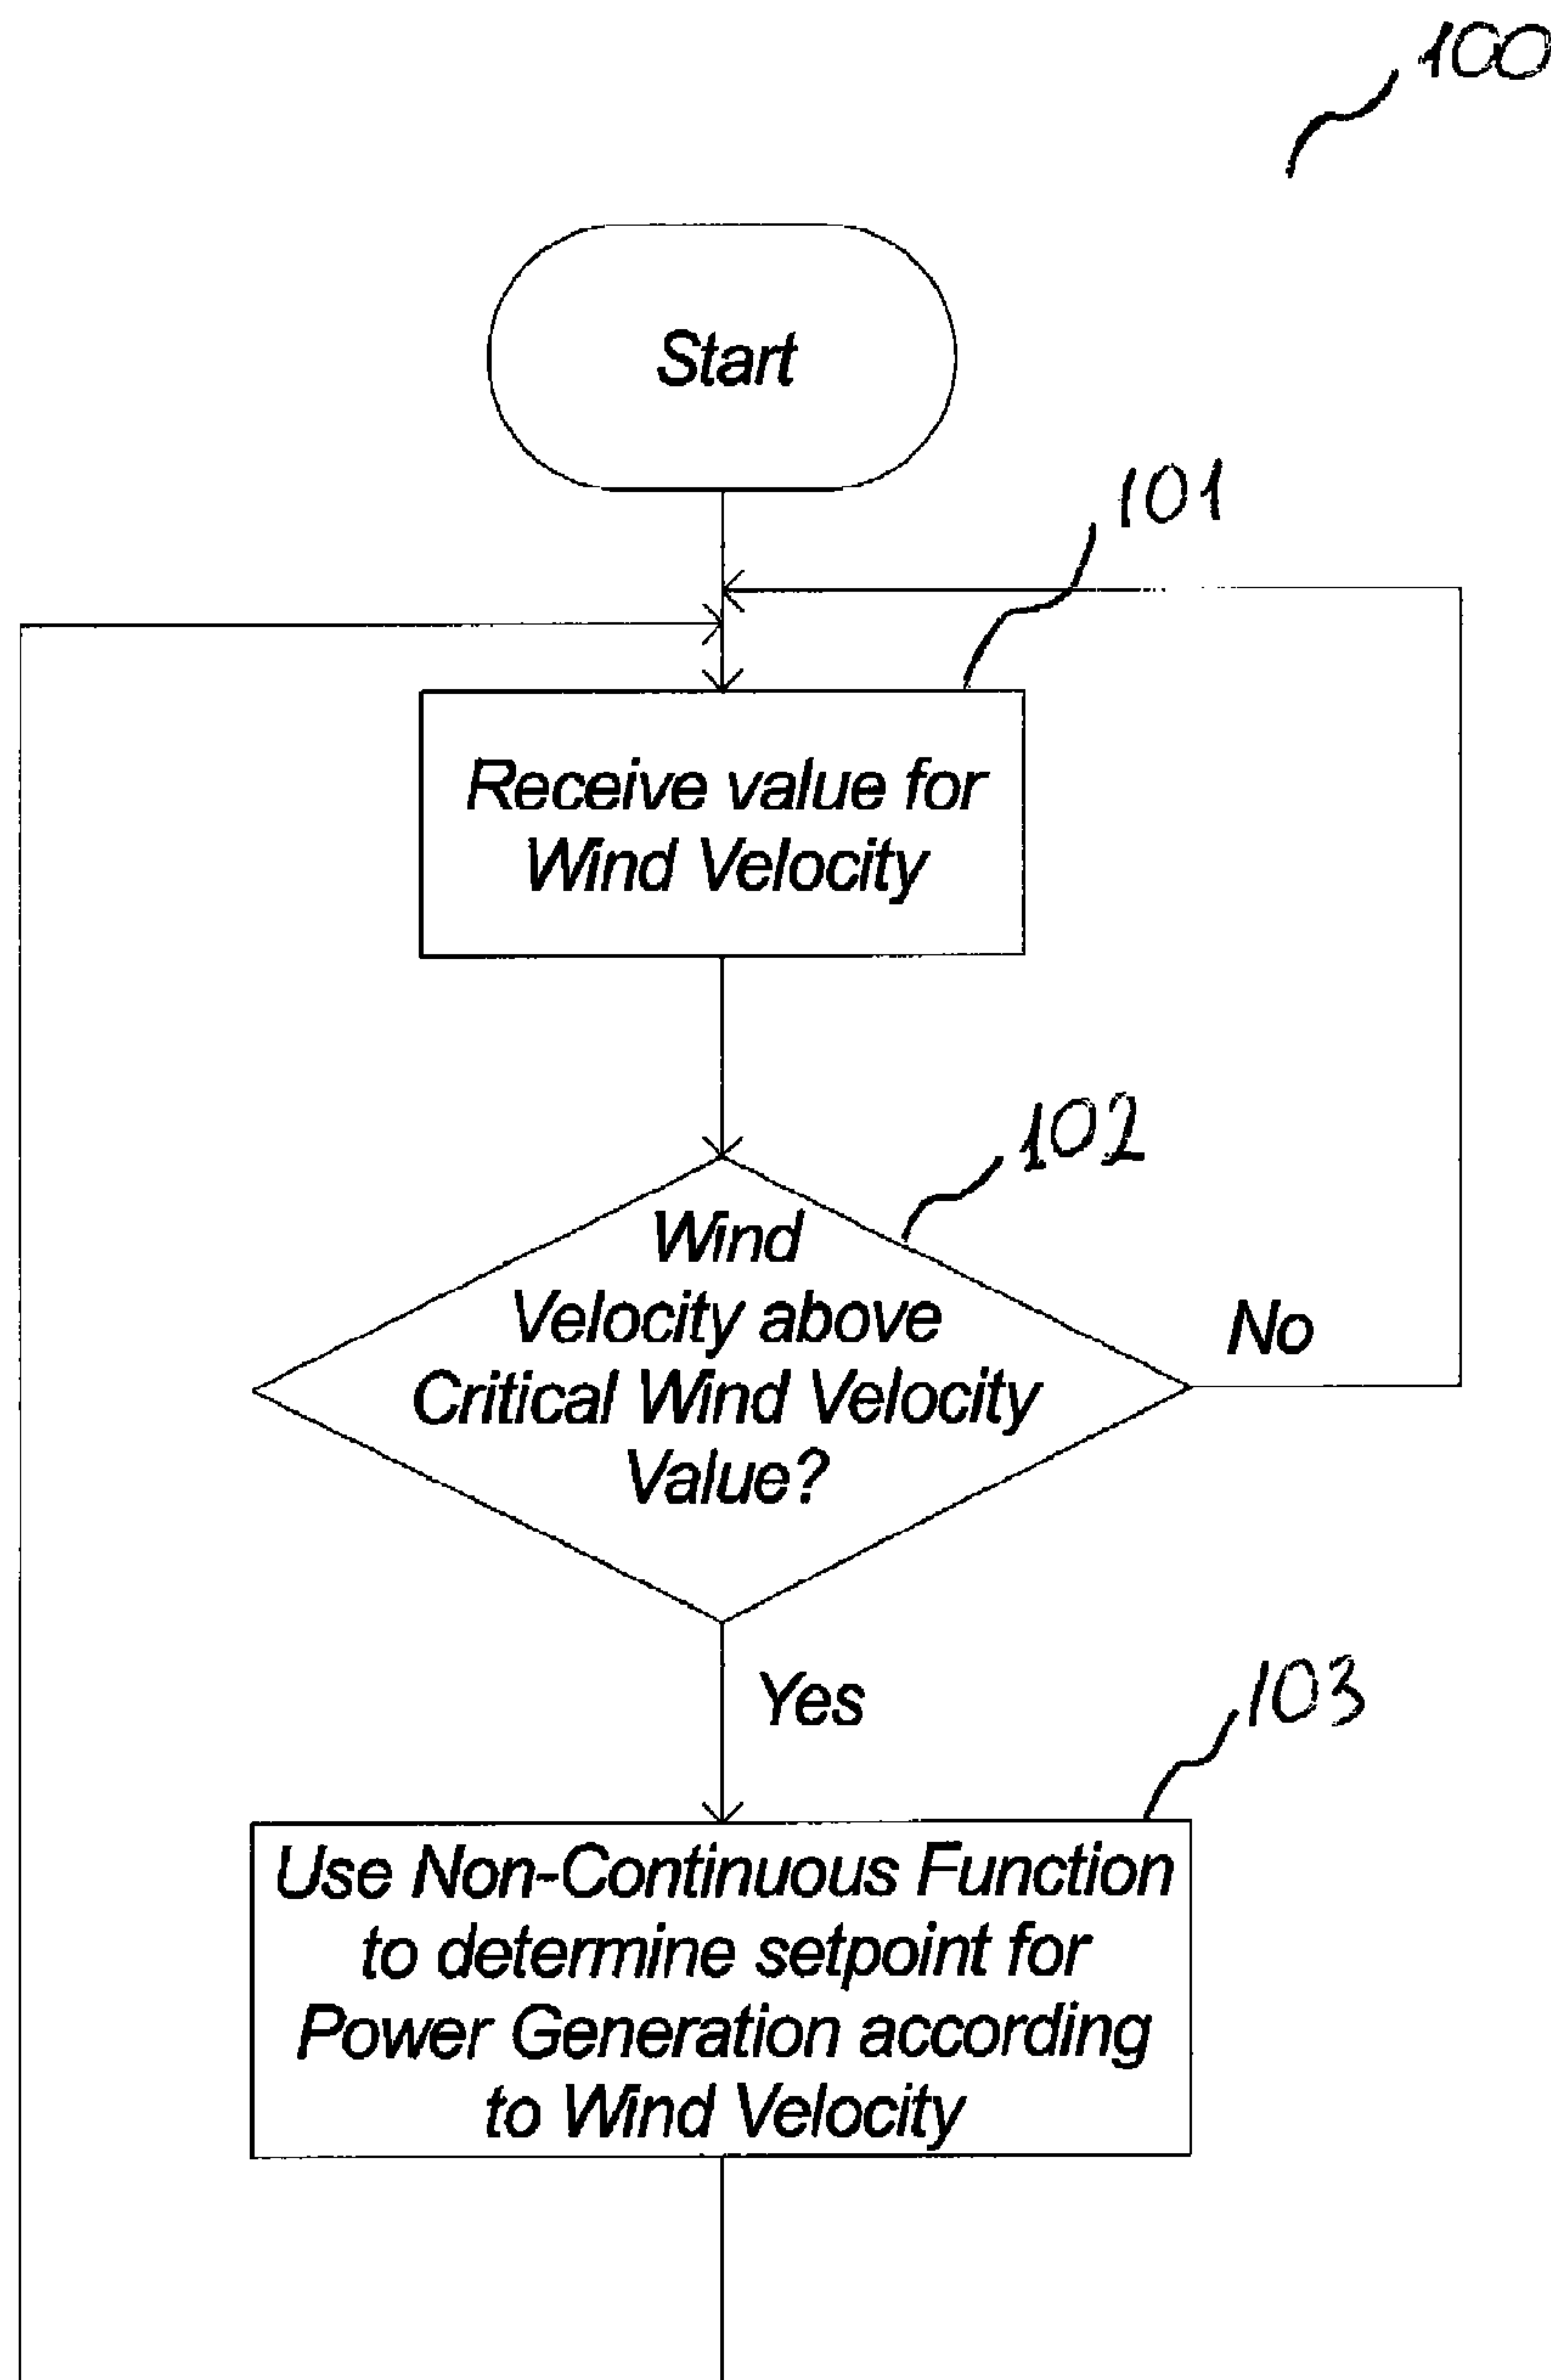 100
Start
101
Receive value for
Wind Velocity
102
Wind
Velocity above
Critical Wind Velocity
Value?
No
Yes
103
Use Non-Continuous Function
to determine setpoint for
Power Generation according
to Wind Velocity